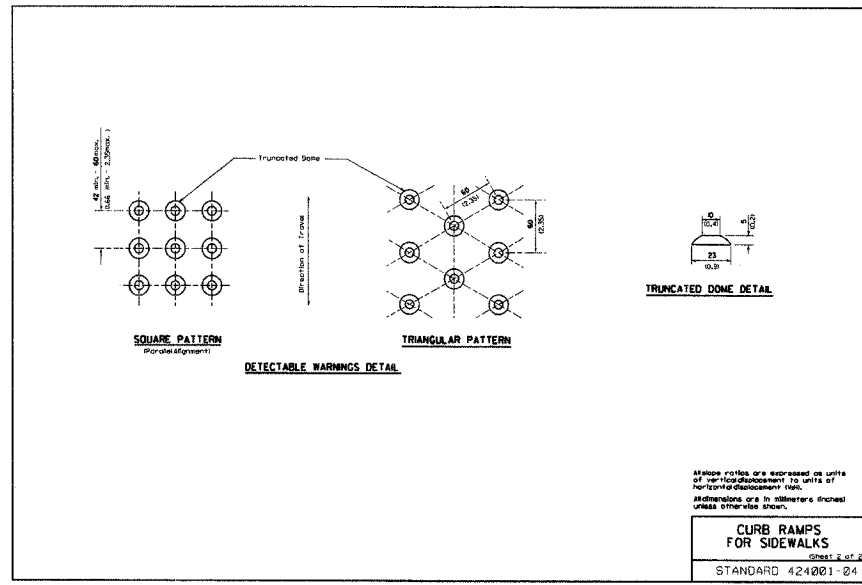 42 min. - 60 max.
(0.66 min. - 2.35 max.)
Truncated Dome
Direction of Travel
60
(2.35)
60
(2.35)
10
(0.4)
5
(0.2)
23
(0.9)
TRUNCATED DOME DETAIL
SQUARE PATTERN
(Parallel Alignment)
TRIANGULAR PATTERN
DETECTABLE WARNINGS DETAIL
All slope ratios are expressed as units
of vertical displacement to units of
horizontal displacement (V:H).
All dimensions are in millimeters (inches)
unless otherwise shown.
CURB RAMPS
FOR SIDEWALKS
(Sheet 2 of 2)
STANDARD 424001-04